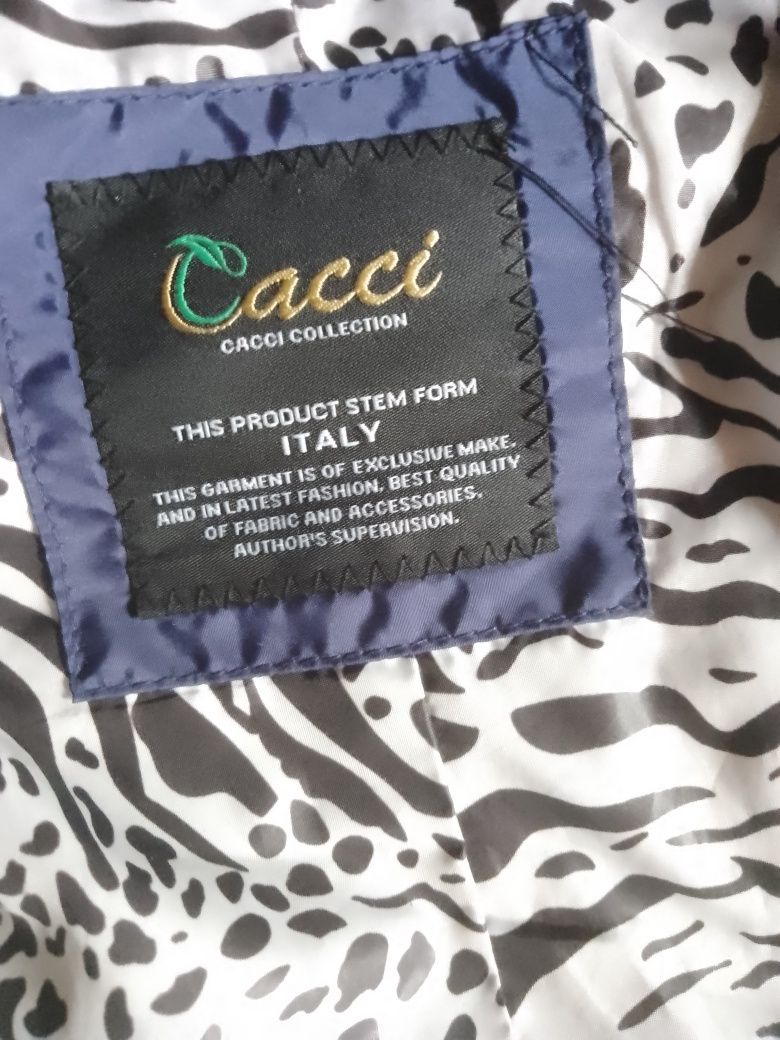 Cacci
CACCI COLLECTION
THIS PRODUCT STEM FORM
ITALY
THIS GARMENT IS OF EXCLUSIVE MAKE,
AND IN LATEST FASHION, BEST QUALITY
OF FABRIC AND ACCESSORIES.
AUTHOR'S SUPERVISION.